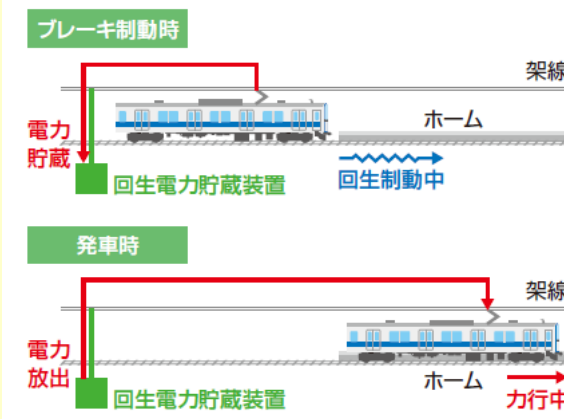 ブレーキ制動時
架線
ホーム
電力
貯蔵
回生電力貯蔵装置
回生制動中
発車時
架線
電力
放出
回生電力貯蔵装置
ホーム
力行中